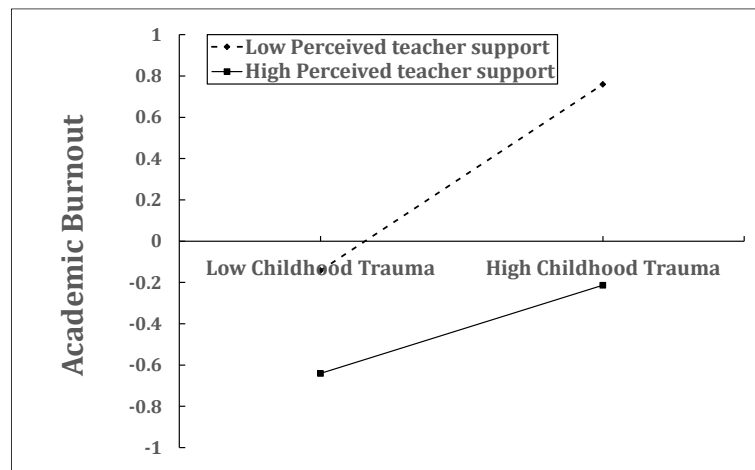 1
Low Perceived teacher support
High Perceived teacher support
0.8
0.6
0.4
0.2
0
Low Childhood Trauma
High Childhood Trauma
-0.2
-0.4
-0.6
-0.8
-1
Academic Burnout